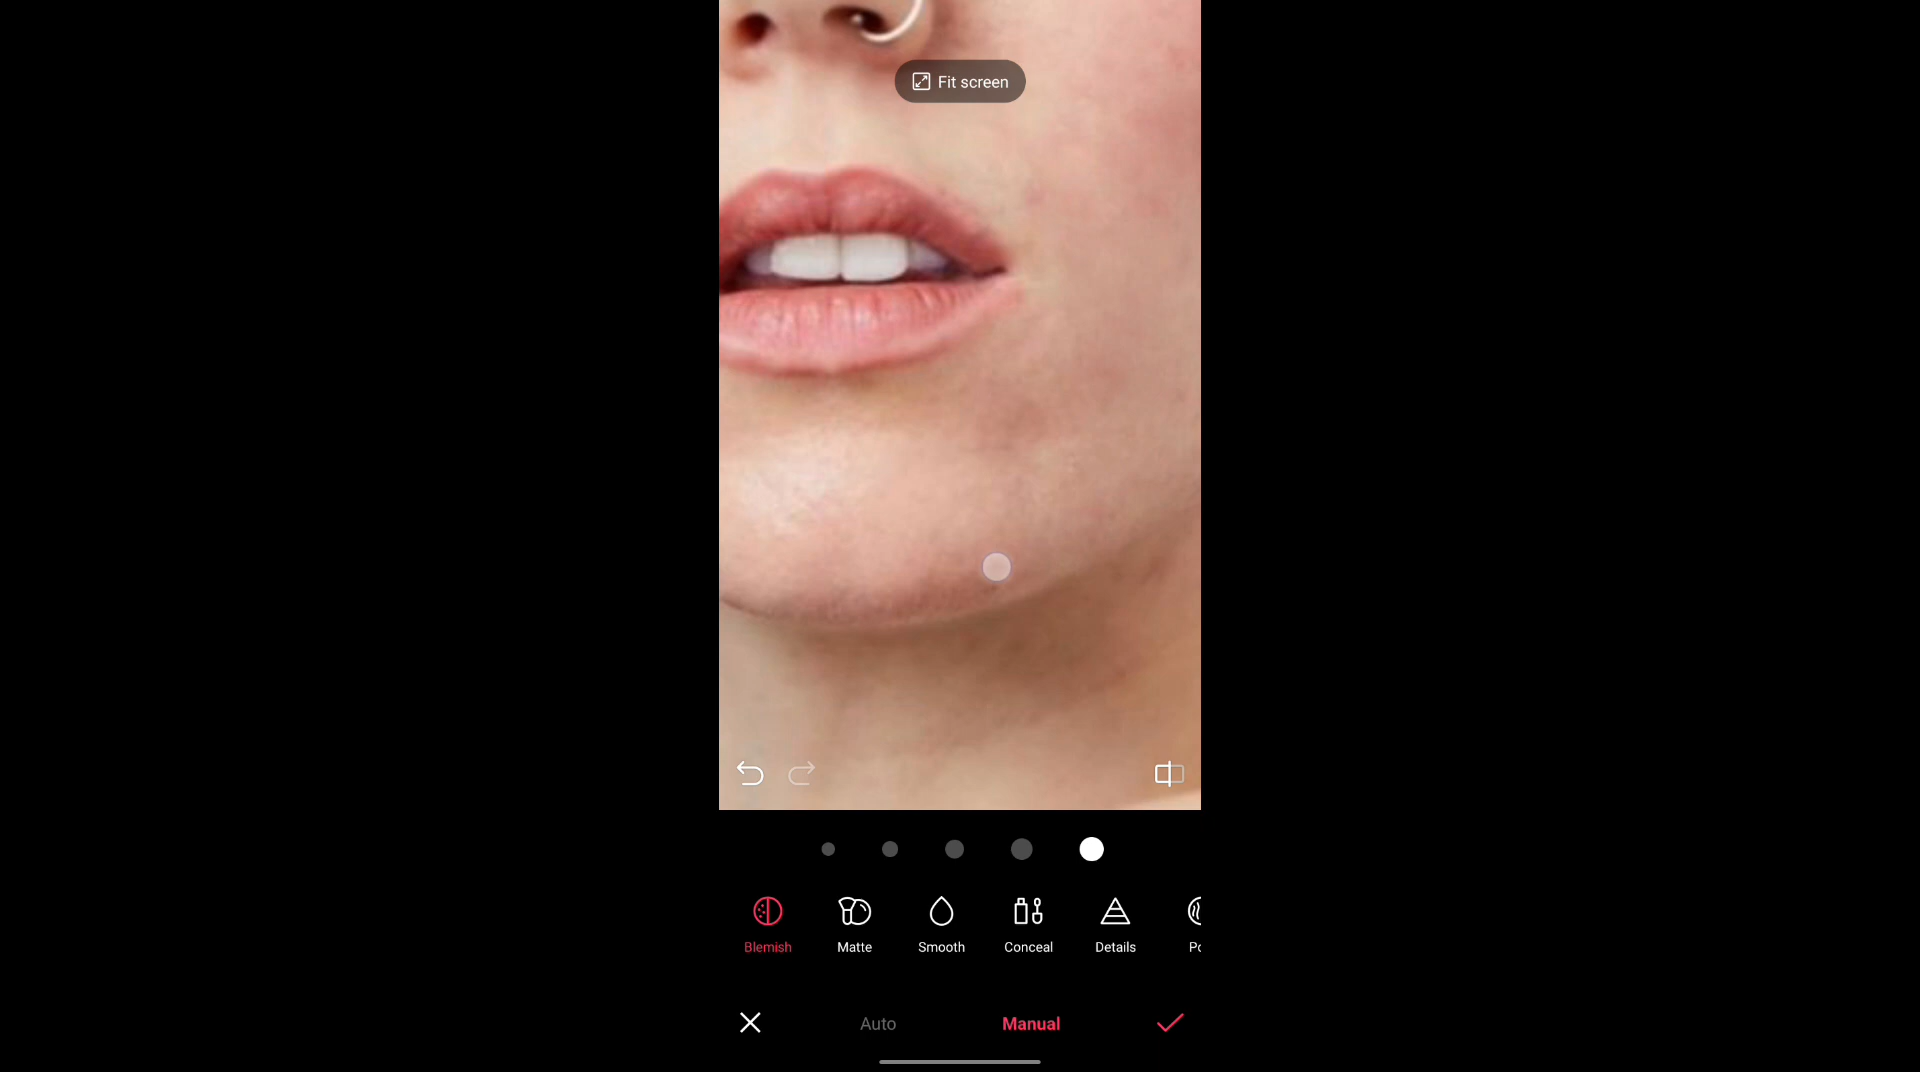 Fit screen
Blemish
Matte
Smooth
Conceal
Details
Auto
Manual